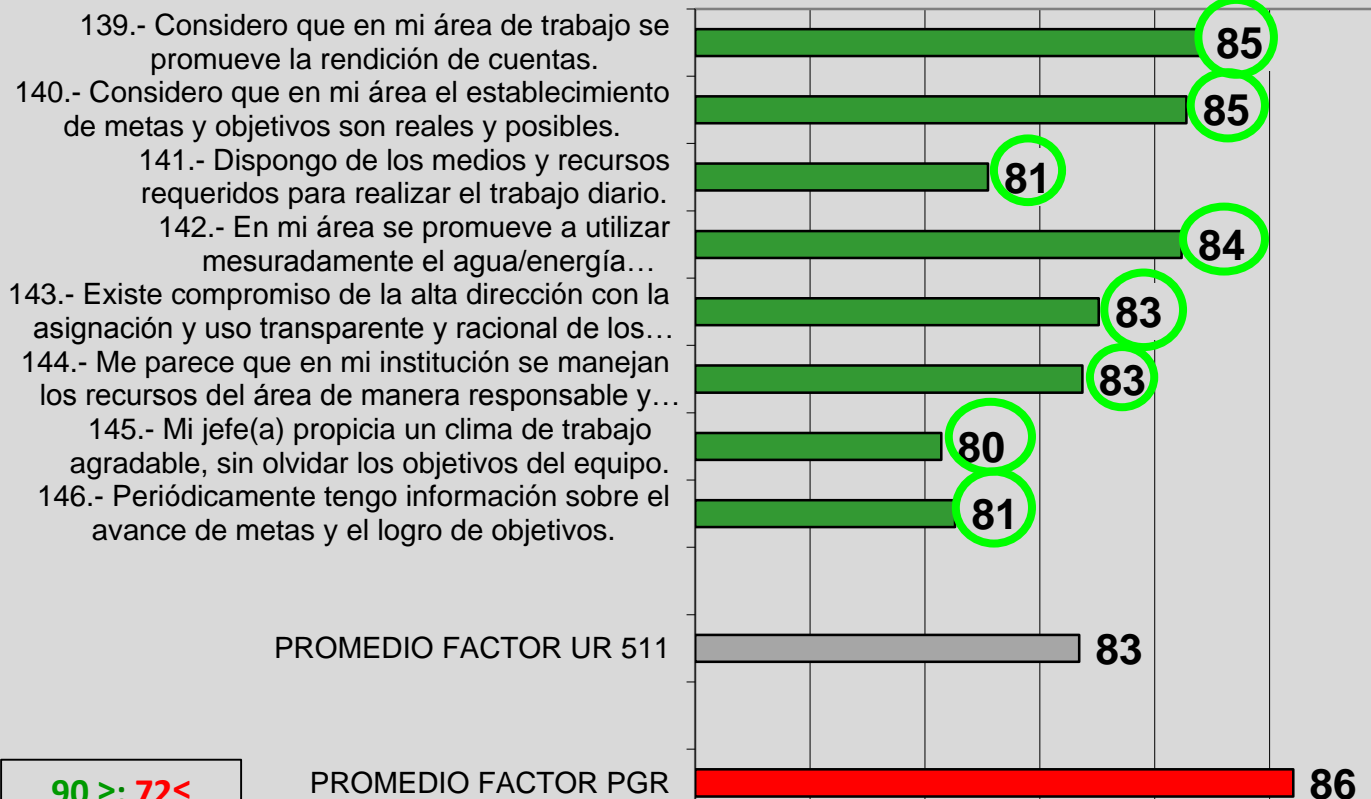 139.- Considero que en mi área de trabajo se
promueve la rendición de cuentas.
85
140.- Considero que en mi área el establecimiento
de metas y objetivos son reales y posibles.
85
141.- Dispongo de los medios y recursos
requeridos para realizar el trabajo diario.
81
142.- En mi área se promueve a utilizar
mesuradamente el agua/energía…
84
143.- Existe compromiso de la alta dirección con la
asignación y uso transparente y racional de los…
83
144.- Me parece que en mi institución se manejan
los recursos del área de manera responsable y…
83
145.- Mi jefe(a) propicia un clima de trabajo
agradable, sin olvidar los objetivos del equipo.
80
146.- Periódicamente tengo información sobre el
avance de metas y el logro de objetivos.
81
PROMEDIO FACTOR UR 511
83
PROMEDIO FACTOR PGR
86
90 >: 72<